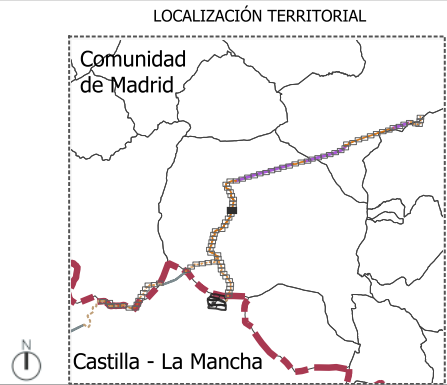 LOCALIZACIÓN TERRITORIAL
Comunidad
de Madrid
N
Castilla - La Mancha